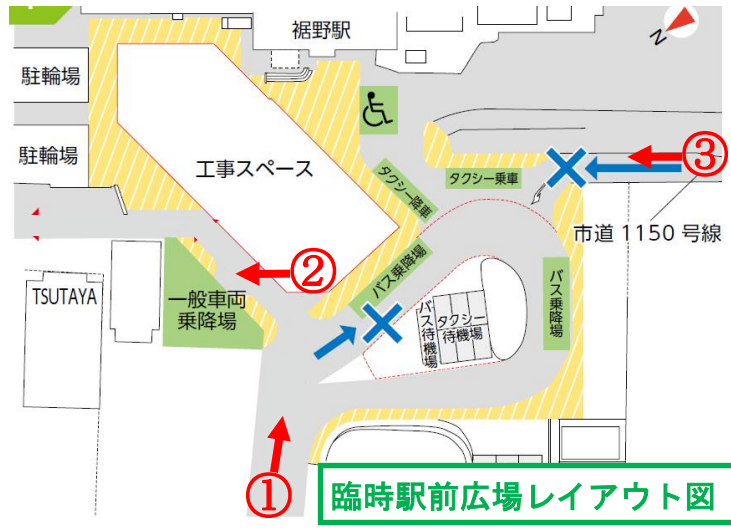 裾野駅
N
駐輪場
駐輪場
工事スペース
タクシー降車
タクシー乗車
③
市道 1150 号線
②
バス乗降場
バス乗降場
TSUTAYA
一般車両
乗降場
バス待機場
タクシー
待機場
①
臨時駅前広場レイアウト図